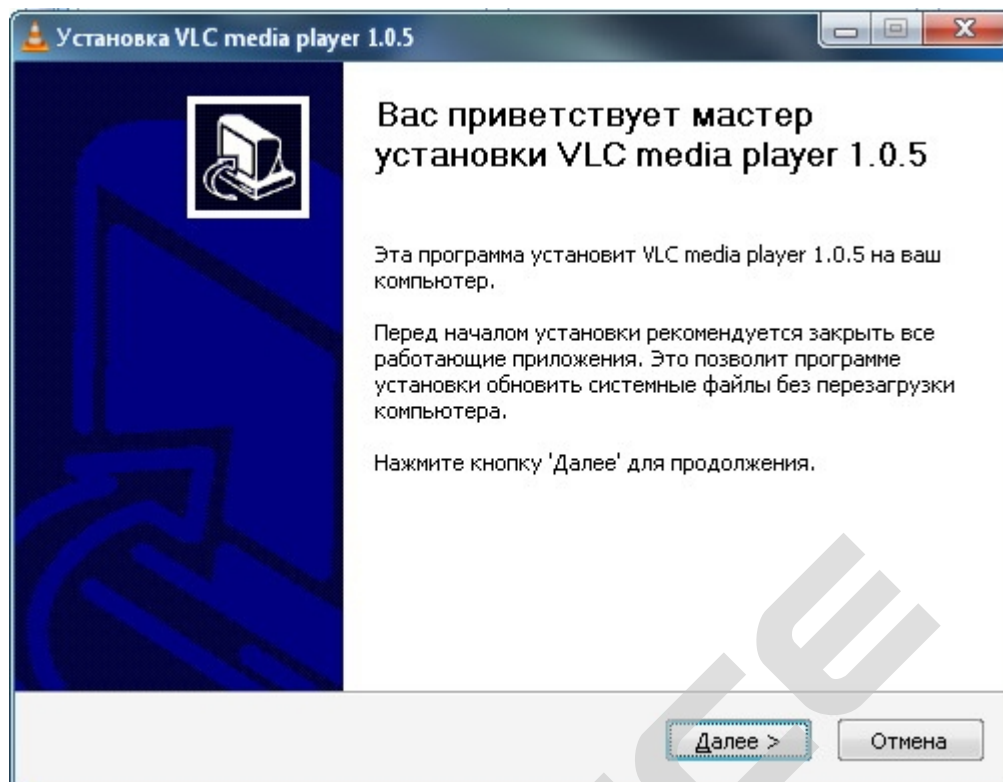 Установка VLC media player 1.0.5
Вас приветствует мастер
установки VLC media player 1.0.5
Эта программа установит VLC media player 1.0.5 на ваш
компьютер.
Перед началом установки рекомендуется закрыть все
работающие приложения. Это позволит программе
установки обновить системные файлы без перезагрузки
компьютера.
Нажмите кнопку 'Далее' для продолжения.
Далее >
Отмена